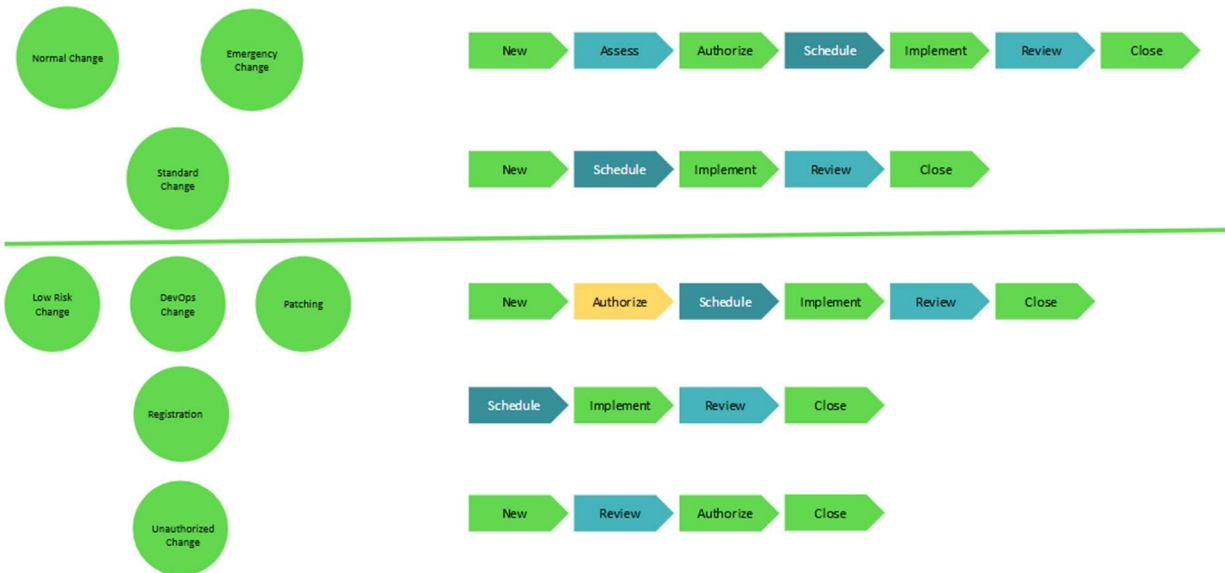 Normal Change
Emergency
Change
New
Assess
Authorize
Schedule
Implement
Review
Close
Standard
Change
New
Schedule
Implement
Review
Close
Low Risk
Change
DevOps
Change
Patching
New
Authorize
Schedule
Implement
Review
Close
Registration
Schedule
Implement
Review
Close
Unauthorized
Change
New
Review
Authorize
Close